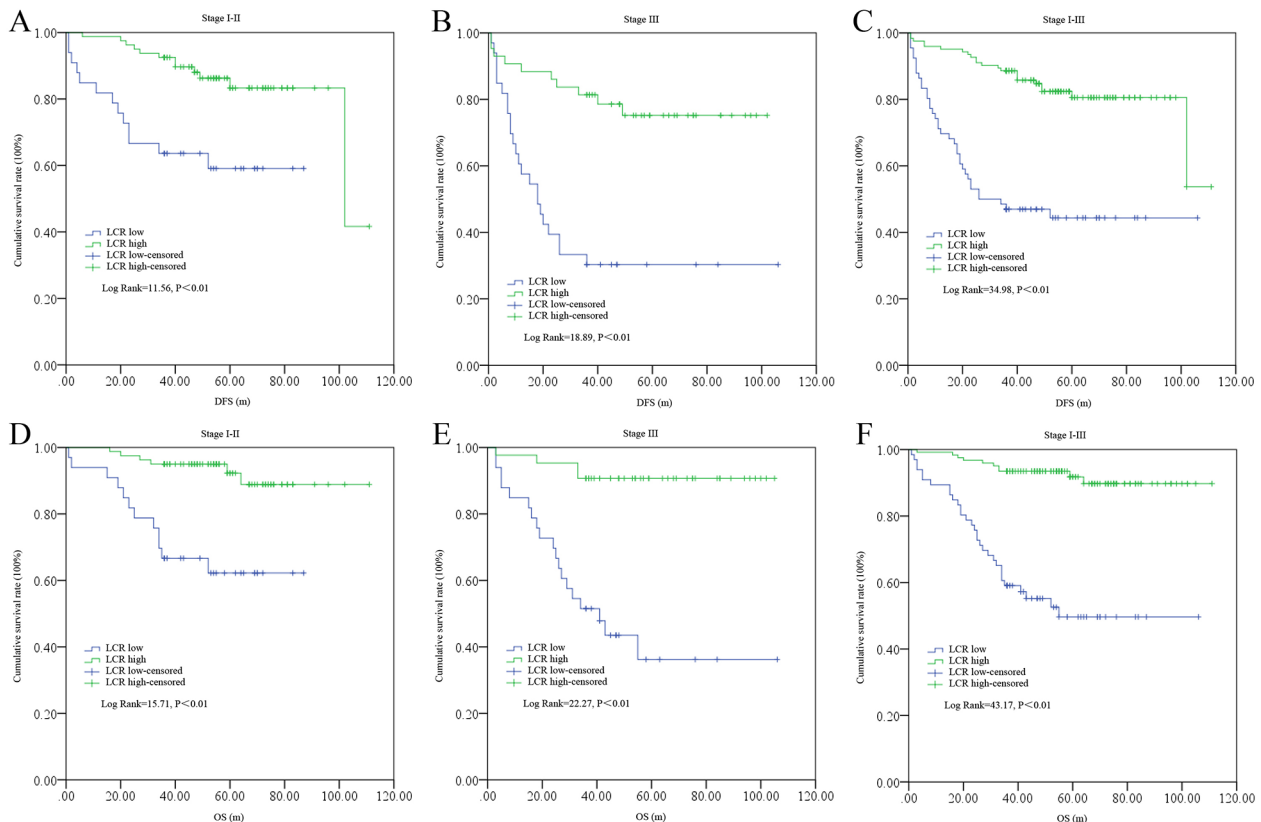 A
Stage I-II
Cumulative survival rate (100%)
1.00
0.80
0.60
0.40
0.20
0.00
LCR low
LCR high
LCR low-censored
LCR high-censored
Log Rank=11.56, P<0.01
.00 20.00 40.00 60.00 80.00 100.00 120.00
DFS (m)
B
Stage III
Cumulative survival rate (100%)
1.00
0.80
0.60
0.40
0.20
0.00
LCR low
LCR high
LCR low-censored
LCR high-censored
Log Rank=18.89, P<0.01
.00 20.00 40.00 60.00 80.00 100.00 120.00
DFS (m)
C
Stage I-III
Cumulative survival rate (100%)
1.00
0.80
0.60
0.40
0.20
0.00
LCR low
LCR high
LCR low-censored
LCR high-censored
Log Rank=34.98, P<0.01
.00 20.00 40.00 60.00 80.00 100.00 120.00
DFS (m)
D
Stage I-II
Cumulative survival rate (100%)
1.00
0.80
0.60
0.40
0.20
0.00
LCR low
LCR high
LCR low-censored
LCR high-censored
Log Rank=15.71, P<0.01
.00 20.00 40.00 60.00 80.00 100.00 120.00
OS (m)
E
Stage III
Cumulative survival rate (100%)
1.00
0.80
0.60
0.40
0.20
0.00
LCR low
LCR high
LCR low-censored
LCR high-censored
Log Rank=22.27, P<0.01
.00 20.00 40.00 60.00 80.00 100.00 120.00
OS (m)
F
Stage I-III
Cumulative survival rate (100%)
1.00
0.80
0.60
0.40
0.20
0.00
LCR low
LCR high
LCR low-censored
LCR high-censored
Log Rank=43.17, P<0.01
.00 20.00 40.00 60.00 80.00 100.00 120.00
OS (m)